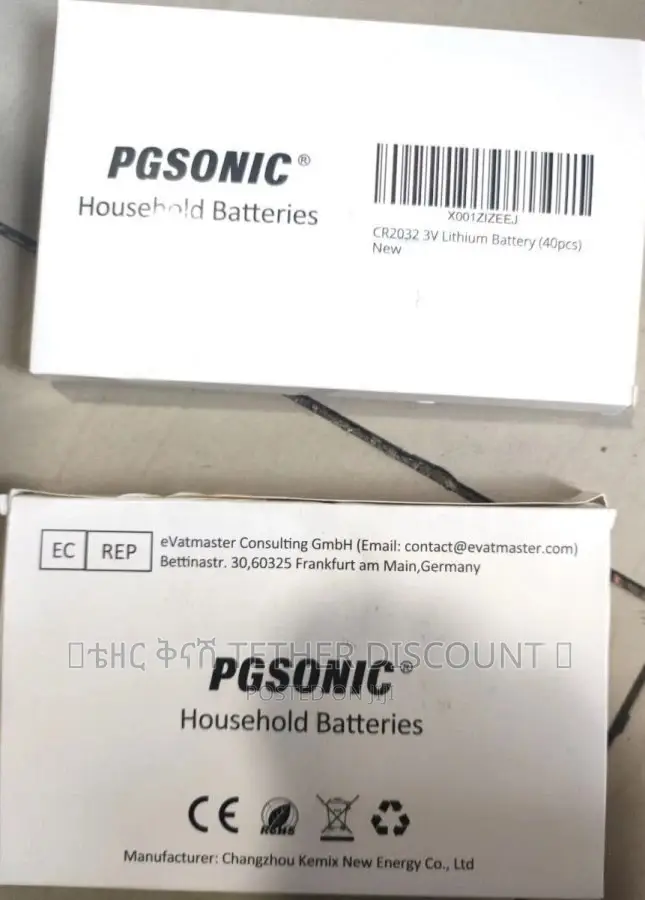 PGSONIC®
Household Batteries
X001ZIZEEJ
CR2032 3V Lithium Battery (40pcs)
New
EC REP
eVatmaster Consulting GmbH (Email: contact@evatmaster.com)
Bettinastr. 30,60325 Frankfurt am Main,Germany
ቴዘር ቅናሽ TETHER DISCOUNT
PGSONIC®
POSTED ON JIJI
Household Batteries
CE
RoHS
Manufacturer: Changzhou Kemix New Energy Co., Ltd